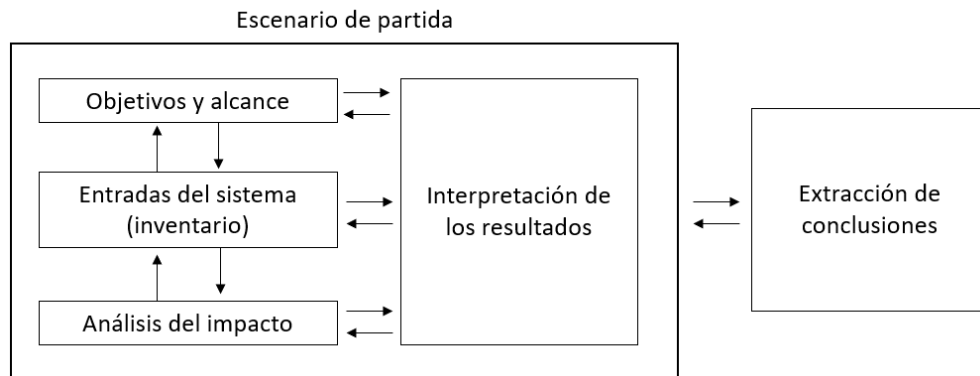 Escenario de partida
Objetivos y alcance
Entradas del sistema
(inventario)
Análisis del impacto
Interpretación de
los resultados
Extracción de
conclusiones